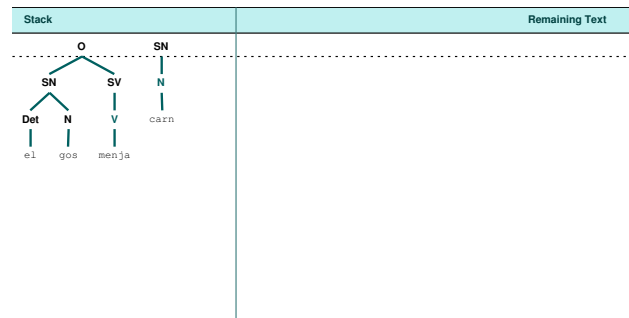 Stack Remaining Text
O SN
SN SV N
Det N V carn
el gos menja